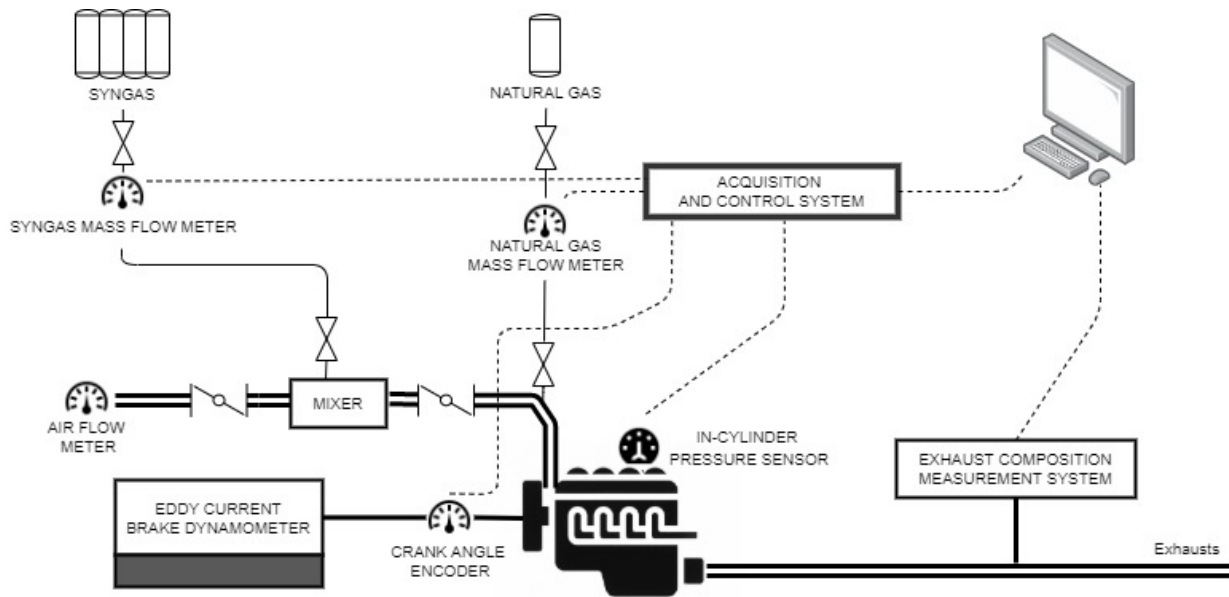 SYNGAS
NATURAL GAS
ACQUISITION
AND CONTROL SYSTEM
SYNGAS MASS FLOW METER
NATURAL GAS
MASS FLOW METER
MIXER
AIR FLOW
METER
IN-CYLINDER
PRESSURE SENSOR
EXHAUST COMPOSITION
MEASUREMENT SYSTEM
EDDY CURRENT
BRAKE DYNAMOMETER
CRANK ANGLE
ENCODER
Exhausts